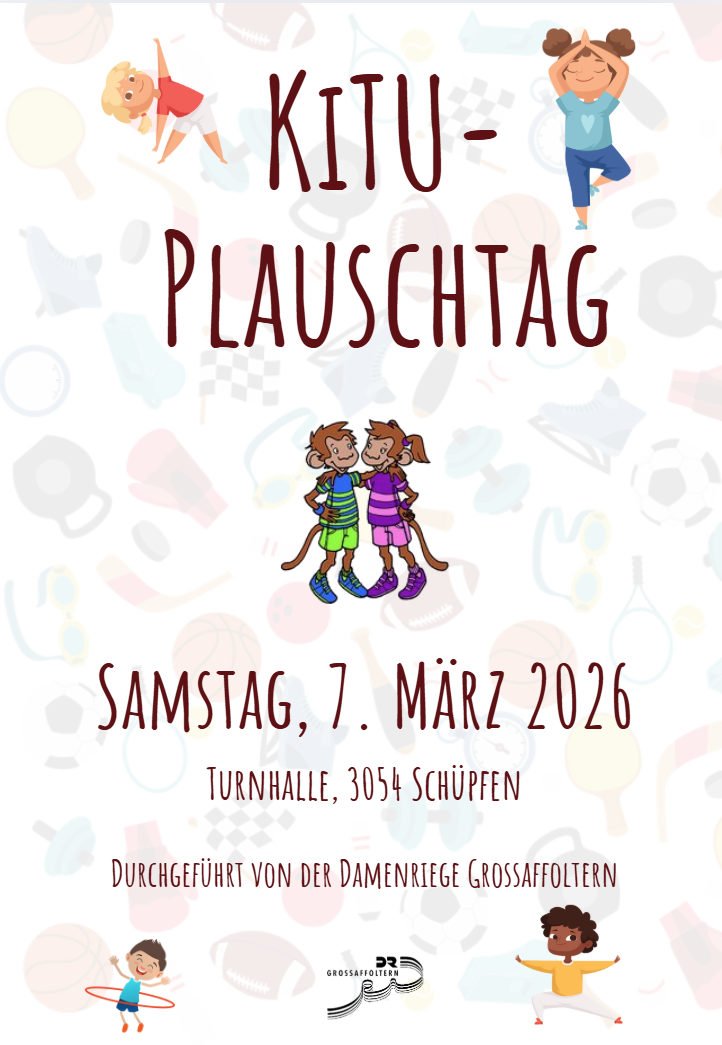 KiTU-
Plauschtag
Samstag, 7. März 2026
Turnhalle, 3054 Schüpfen
Durchgeführt von der Damenriege Grossaffoltern
DR
GROSSAFFOLTERN